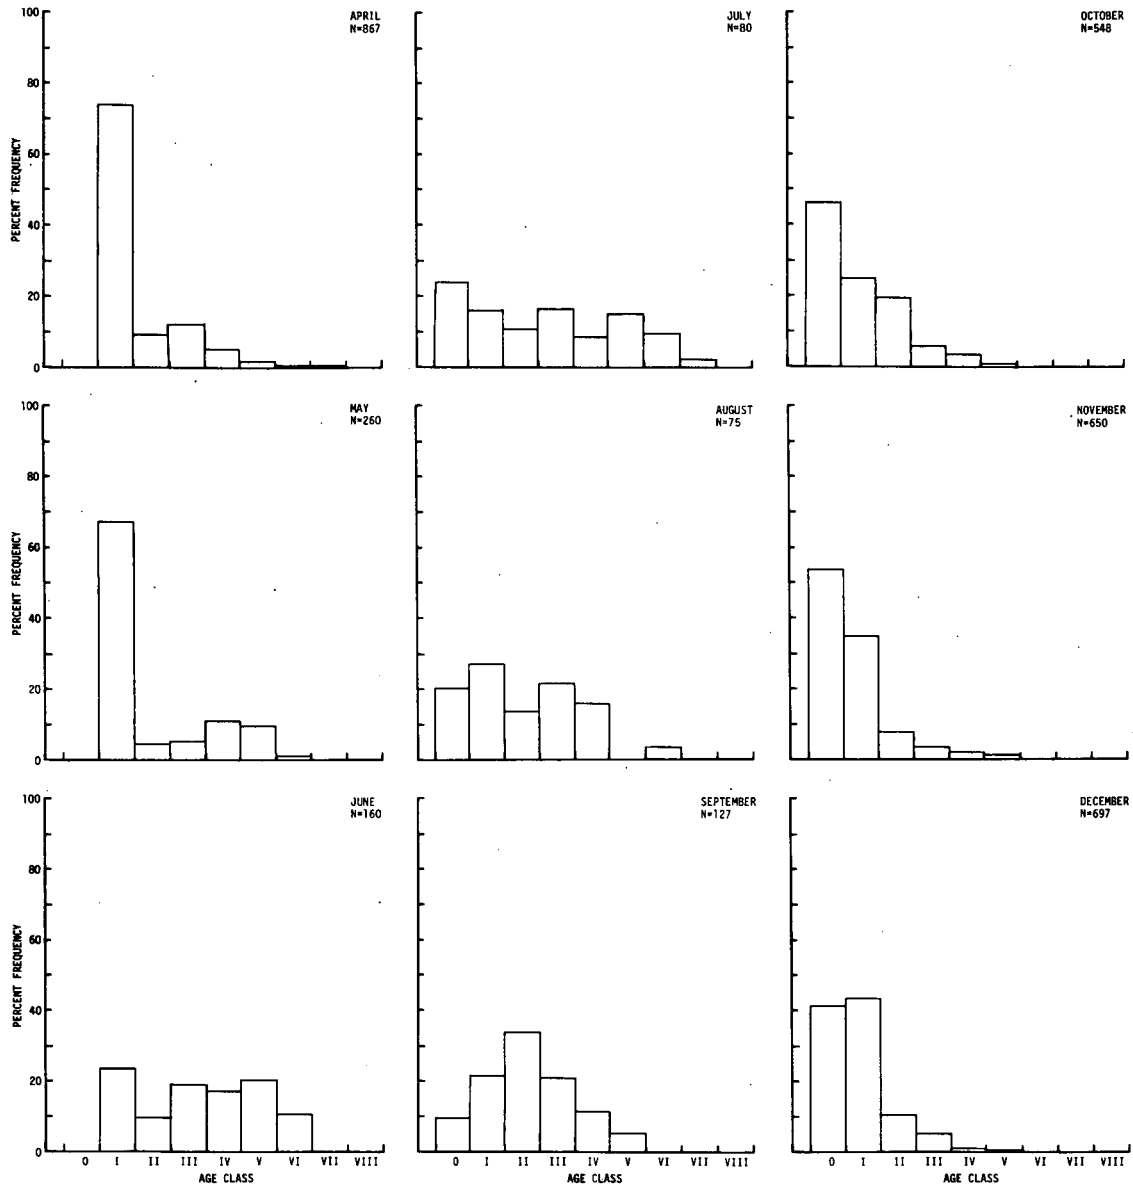 APRIL
N=867
100
80
60
40
20
0
PERCENT FREQUENCY
JULY
N=80
OCTOBER
N=548
MAY
N=260
100
80
60
40
20
0
PERCENT FREQUENCY
AUGUST
N=75
NOVEMBER
N=650
JUNE
N=160
100
80
60
40
20
0
PERCENT FREQUENCY
O I II III IV V VI VII VIII
AGE CLASS
SEPTEMBER
N=127
O I II III IV V VI VII VIII
AGE CLASS
DECEMBER
N=697
O I II III IV V VI VII VIII
AGE CLASS